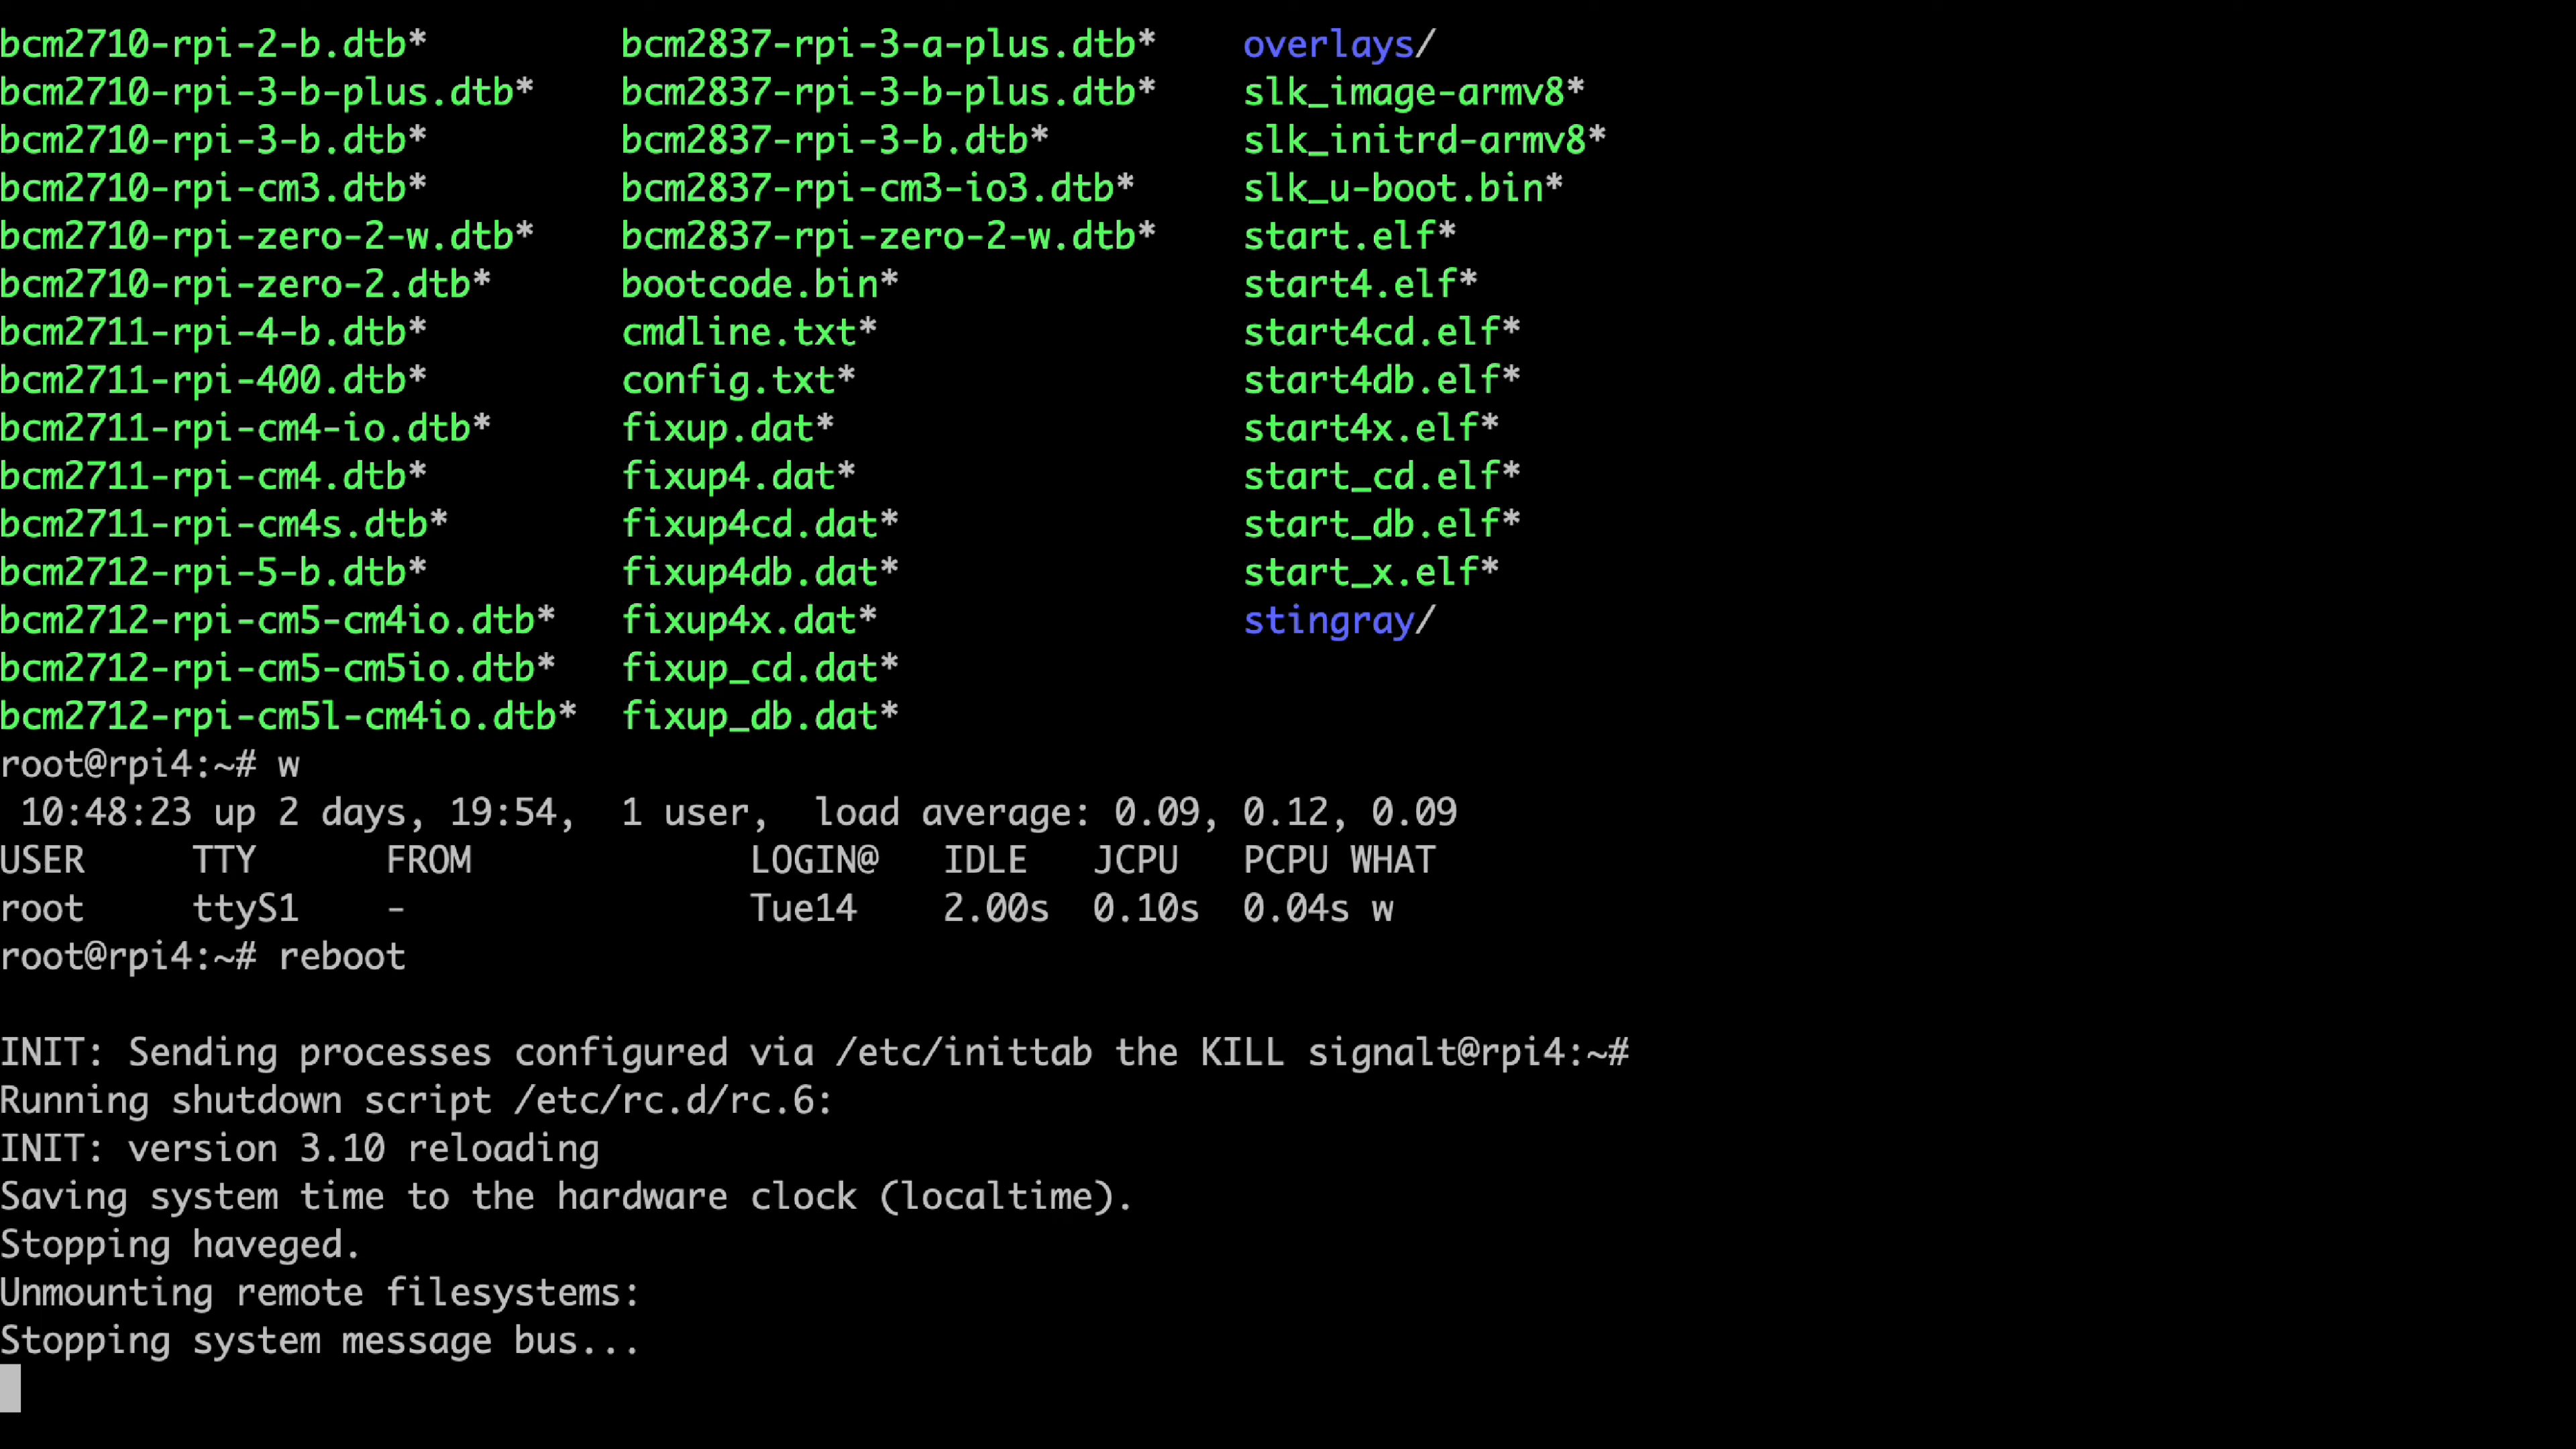 bcm2710-rpi-2-b.dtb* bcm2837-rpi-3-a-plus.dtb* overlays/
bcm2710-rpi-3-b-plus.dtb* bcm2837-rpi-3-b-plus.dtb* slk_image-armv8*
bcm2710-rpi-3-b.dtb* bcm2837-rpi-3-b.dtb* slk_initrd-armv8*
bcm2710-rpi-cm3.dtb* bcm2837-rpi-cm3-io3.dtb* slk_u-boot.bin*
bcm2710-rpi-zero-2-w.dtb* bcm2837-rpi-zero-2-w.dtb* start.elf*
bcm2710-rpi-zero-2.dtb* bootcode.bin* start4.elf*
bcm2711-rpi-4-b.dtb* cmdline.txt* start4cd.elf*
bcm2711-rpi-400.dtb* config.txt* start4db.elf*
bcm2711-rpi-cm4-io.dtb* fixup.dat* start4x.elf*
bcm2711-rpi-cm4.dtb* fixup4.dat* start_cd.elf*
bcm2711-rpi-cm4s.dtb* fixup4cd.dat* start_db.elf*
bcm2712-rpi-5-b.dtb* fixup4db.dat* start_x.elf*
bcm2712-rpi-cm5-cm4io.dtb* fixup4x.dat* stingray/
bcm2712-rpi-cm5-cm5io.dtb* fixup_cd.dat*
bcm2712-rpi-cm5l-cm4io.dtb* fixup_db.dat*
root@rpi4:~# w
10:48:23 up 2 days, 19:54, 1 user, load average: 0.09, 0.12, 0.09
USER TTY FROM LOGIN@ IDLE JCPU PCPU WHAT
root ttyS1 - Tue14 2.00s 0.10s 0.04s w
root@rpi4:~# reboot
INIT: Sending processes configured via /etc/inittab the KILL signalt@rpi4:~#
Running shutdown script /etc/rc.d/rc.6:
INIT: version 3.10 reloading
Saving system time to the hardware clock (localtime).
Stopping haveged.
Unmounting remote filesystems:
Stopping system message bus...